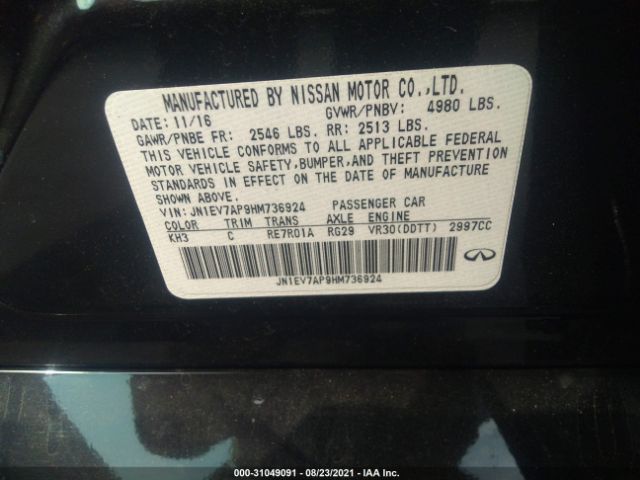 MANUFACTURED BY NISSAN MOTOR CO.,LTD.
DATE: 11/16 GVWR/PNBV: 4980 LBS.
GAWR/PNBE FR: 2546 LBS. RR: 2513 LBS.
THIS VEHICLE CONFORMS TO ALL APPLICABLE FEDERAL
MOTOR VEHICLE SAFETY,BUMPER,AND THEFT PREVENTION
STANDARDS IN EFFECT ON THE DATE OF MANUFACTURE
SHOWN ABOVE.
VIN: JN1EV7AP9HM736924 PASSENGER CAR
COLOR TRIM TRANS AXLE ENGINE
KH3 C RE7R01A RG29 VR30(DDTT) 2997CC
JN1EV7AP9HM736924
INFINITI
000-31049091 - 08/23/2021 - IAA Inc.